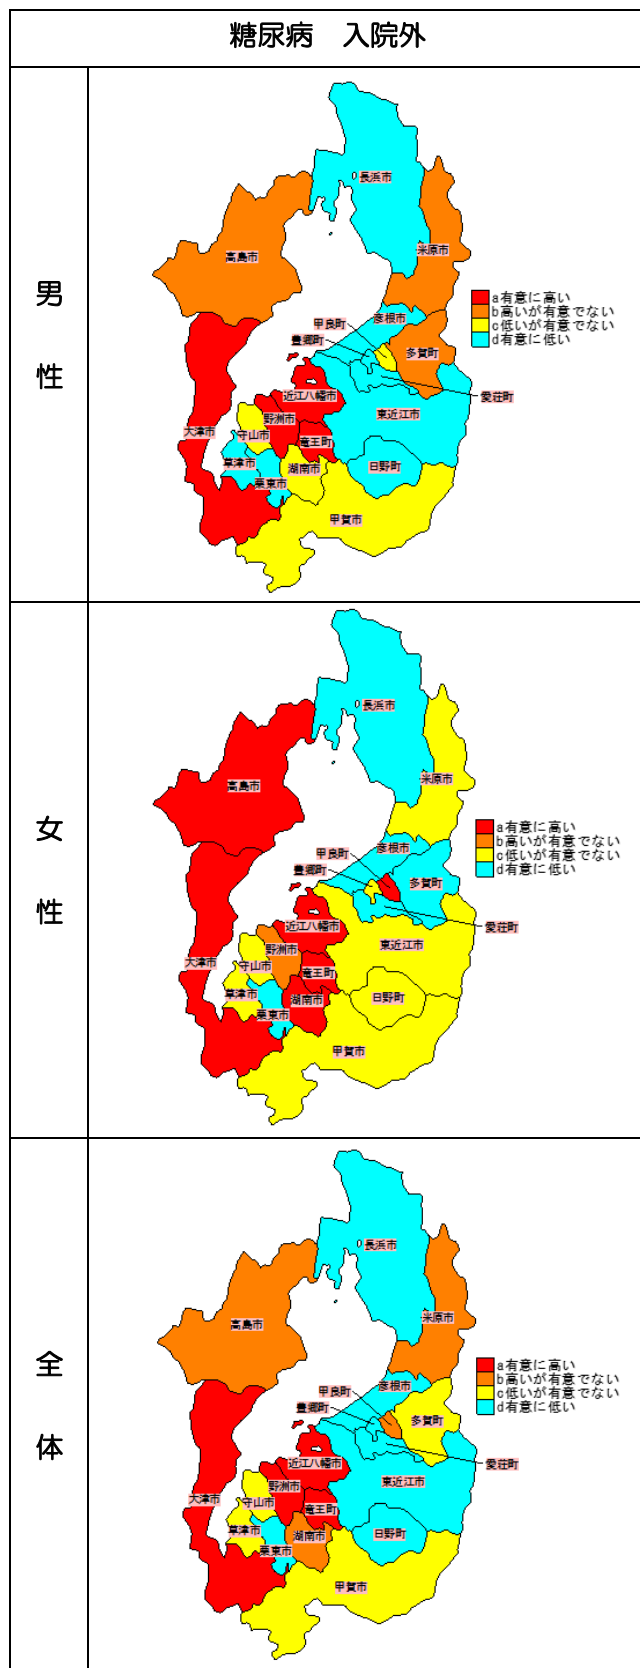 糖尿病　入院外
男性
長浜市
高島市
米原市
a有意に高い
b高いが有意でない
c低いが有意でない
d有意に低い
甲良町
彦根市
豊郷町
多賀町
近江八幡市
愛荘町
東近江市
野洲市
大津市
守山市
竜王町
草津市
湖南市
日野町
栗東市
甲賀市
女性
長浜市
高島市
米原市
a有意に高い
b高いが有意でない
c低いが有意でない
d有意に低い
甲良町
彦根市
豊郷町
多賀町
近江八幡市
愛荘町
東近江市
野洲市
大津市
守山市
竜王町
草津市
湖南市
日野町
栗東市
甲賀市
全体
長浜市
高島市
米原市
a有意に高い
b高いが有意でない
c低いが有意でない
d有意に低い
甲良町
彦根市
豊郷町
多賀町
近江八幡市
愛荘町
東近江市
野洲市
大津市
守山市
竜王町
草津市
湖南市
日野町
栗東市
甲賀市